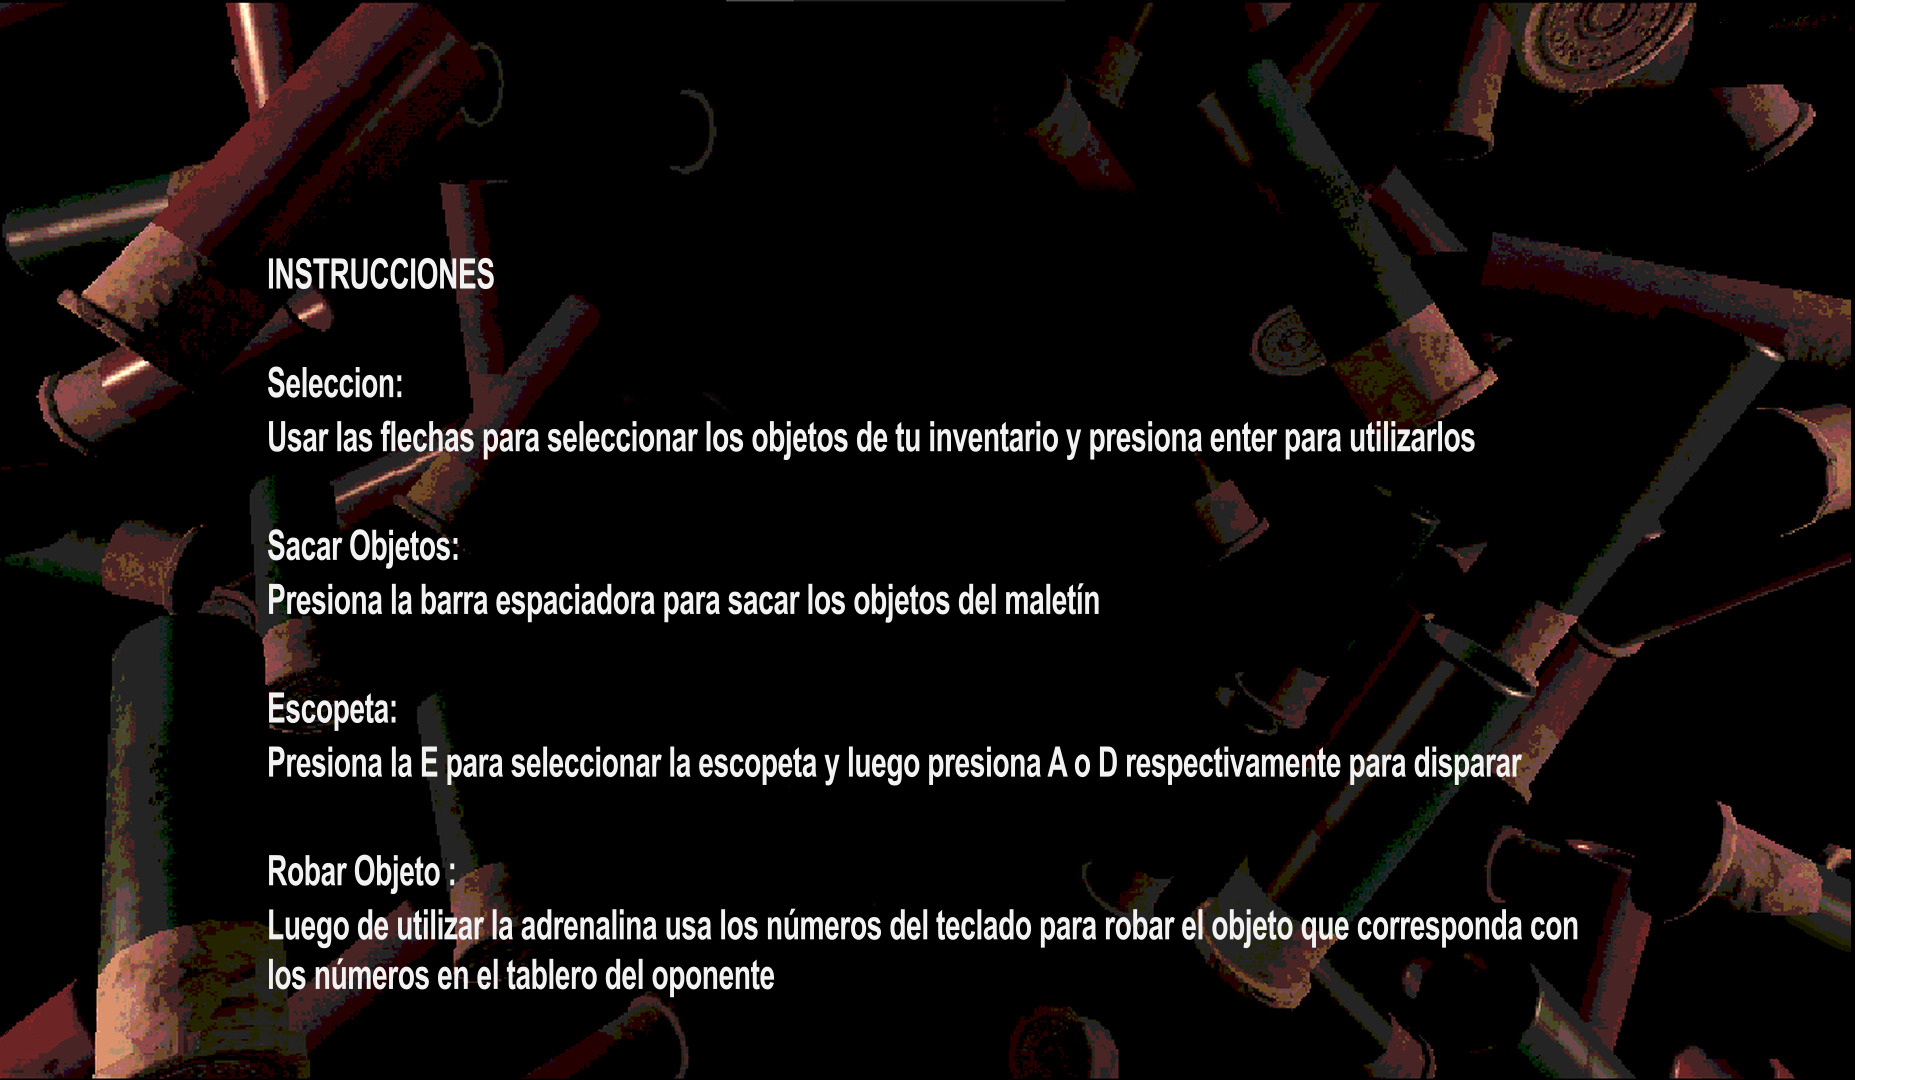 INSTRUCCIONES
Seleccion:
Usar las flechas para seleccionar los objetos de tu inventario y presiona enter para utilizarlos
Sacar Objetos:
Presiona la barra espaciadora para sacar los objetos del maletín
Escopeta:
Presiona la E para seleccionar la escopeta y luego presiona A o D respectivamente para disparar
Robar Objeto :
Luego de utilizar la adrenalina usa los números del teclado para robar el objeto que corresponda con
los números en el tablero del oponente